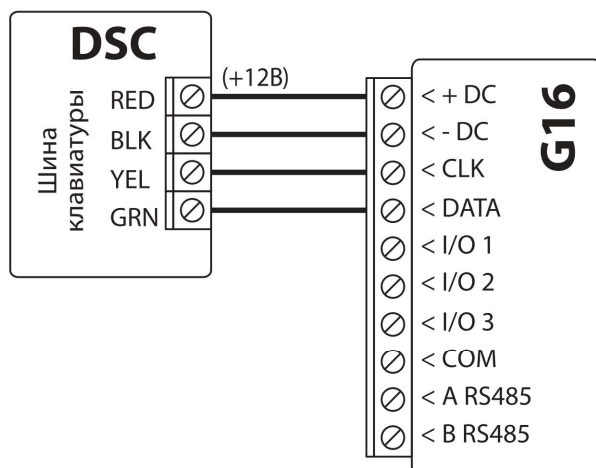 DSC
Шина
клавиатуры
RED
BLK
YEL
GRN
(+12В)
G16
< + DC
< - DC
< CLK
< DATA
< I/O 1
< I/O 2
< I/O 3
< COM
< A RS485
< B RS485